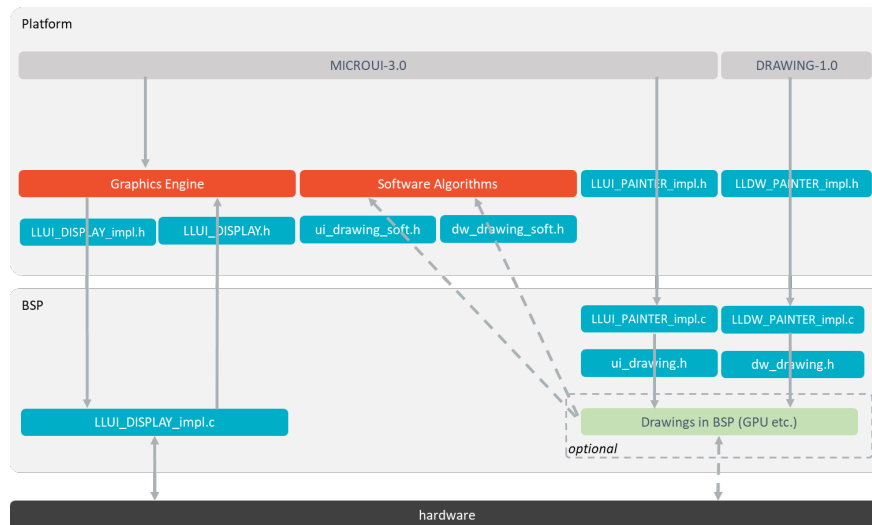 Platform
MICROUI-3.0
DRAWING-1.0
Graphics Engine
Software Algorithms
LLUI_PAINTER_impl.h
LLDW_PAINTER_impl.h
LLUI_DISPLAY_impl.h
LLUI_DISPLAY.h
ui_drawing_soft.h
dw_drawing_soft.h
BSP
LLUI_PAINTER_impl.c
LLDW_PAINTER_impl.c
ui_drawing.h
dw_drawing.h
LLUI_DISPLAY_impl.c
Drawings in BSP (GPU etc.)
optional
hardware